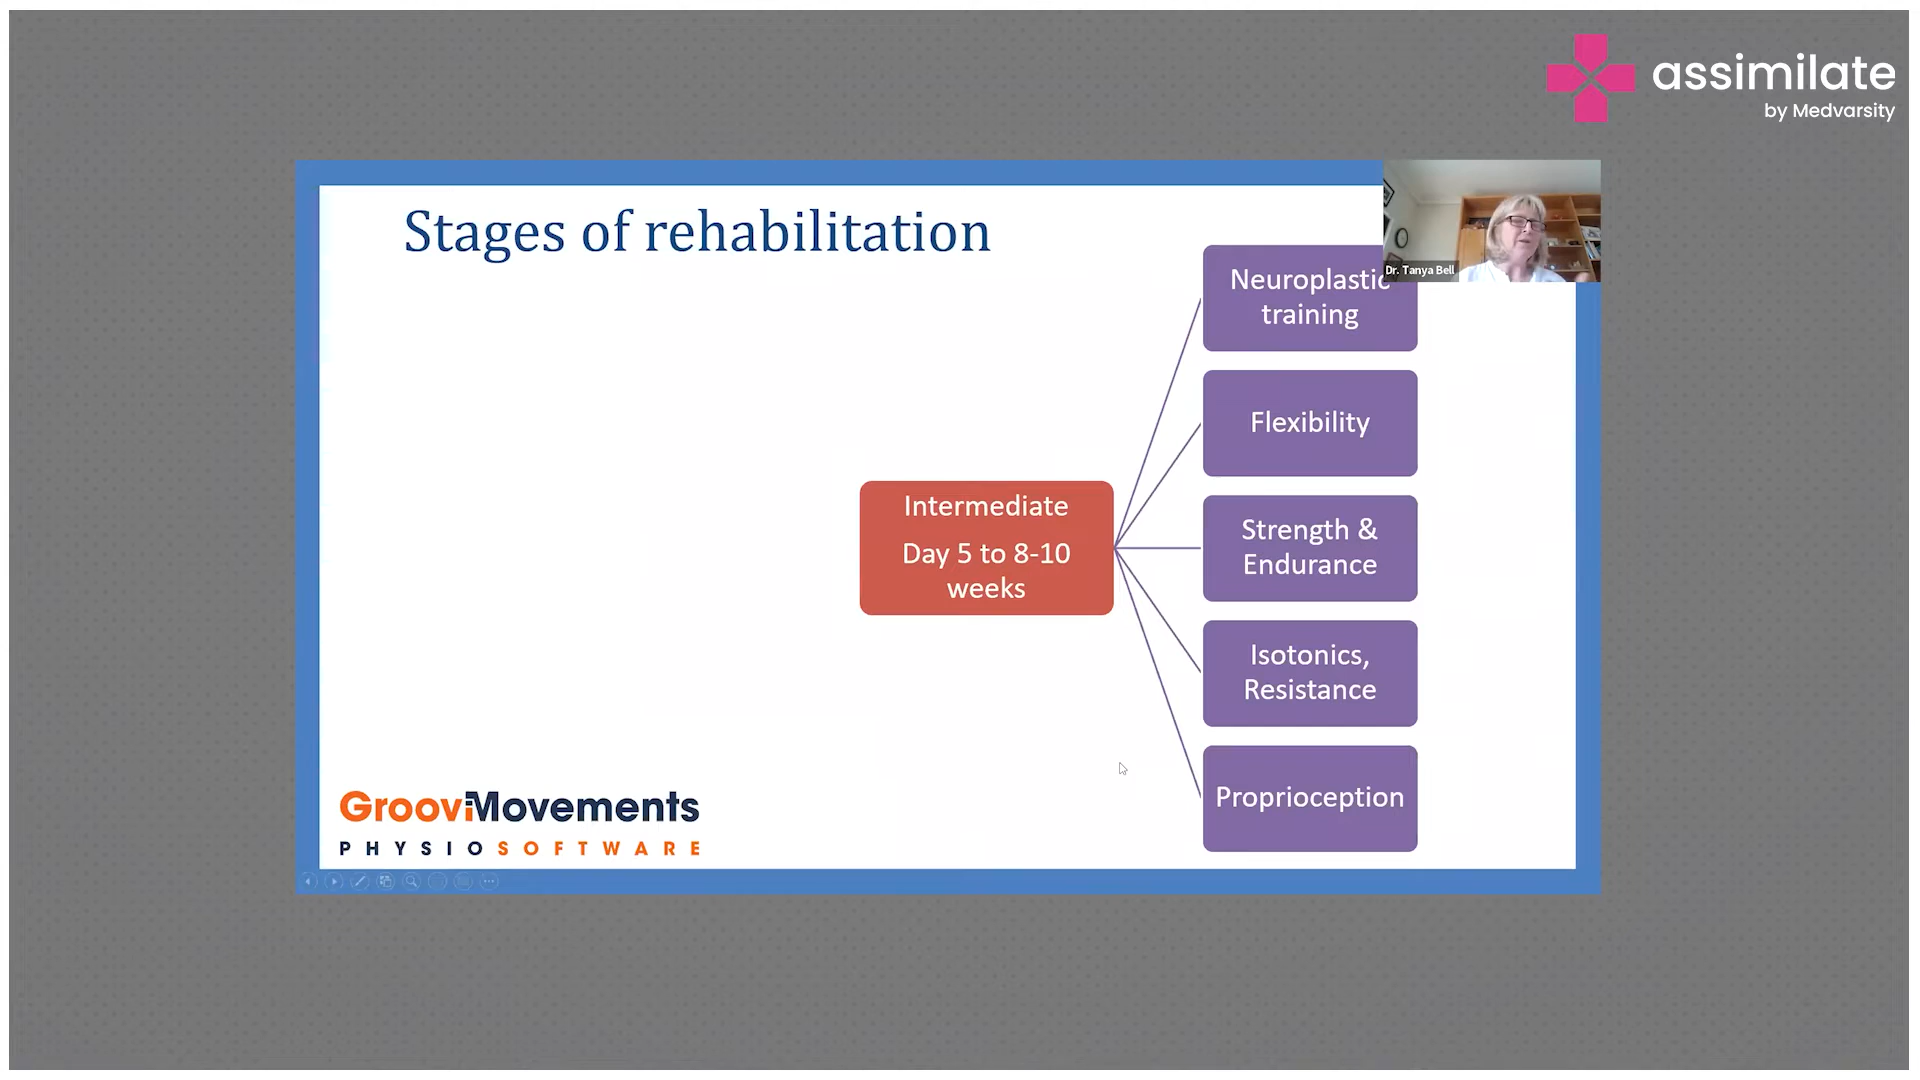 assimilate
by Medvarsity
Stages of rehabilitation
Dr. Tanya Bell
Neuroplastic
training
Flexibility
Intermediate
Day 5 to 8-10
weeks
Strength &
Endurance
Isotonics,
Resistance
Proprioception
GrooviMovements
PHYSIOSOFTWARE